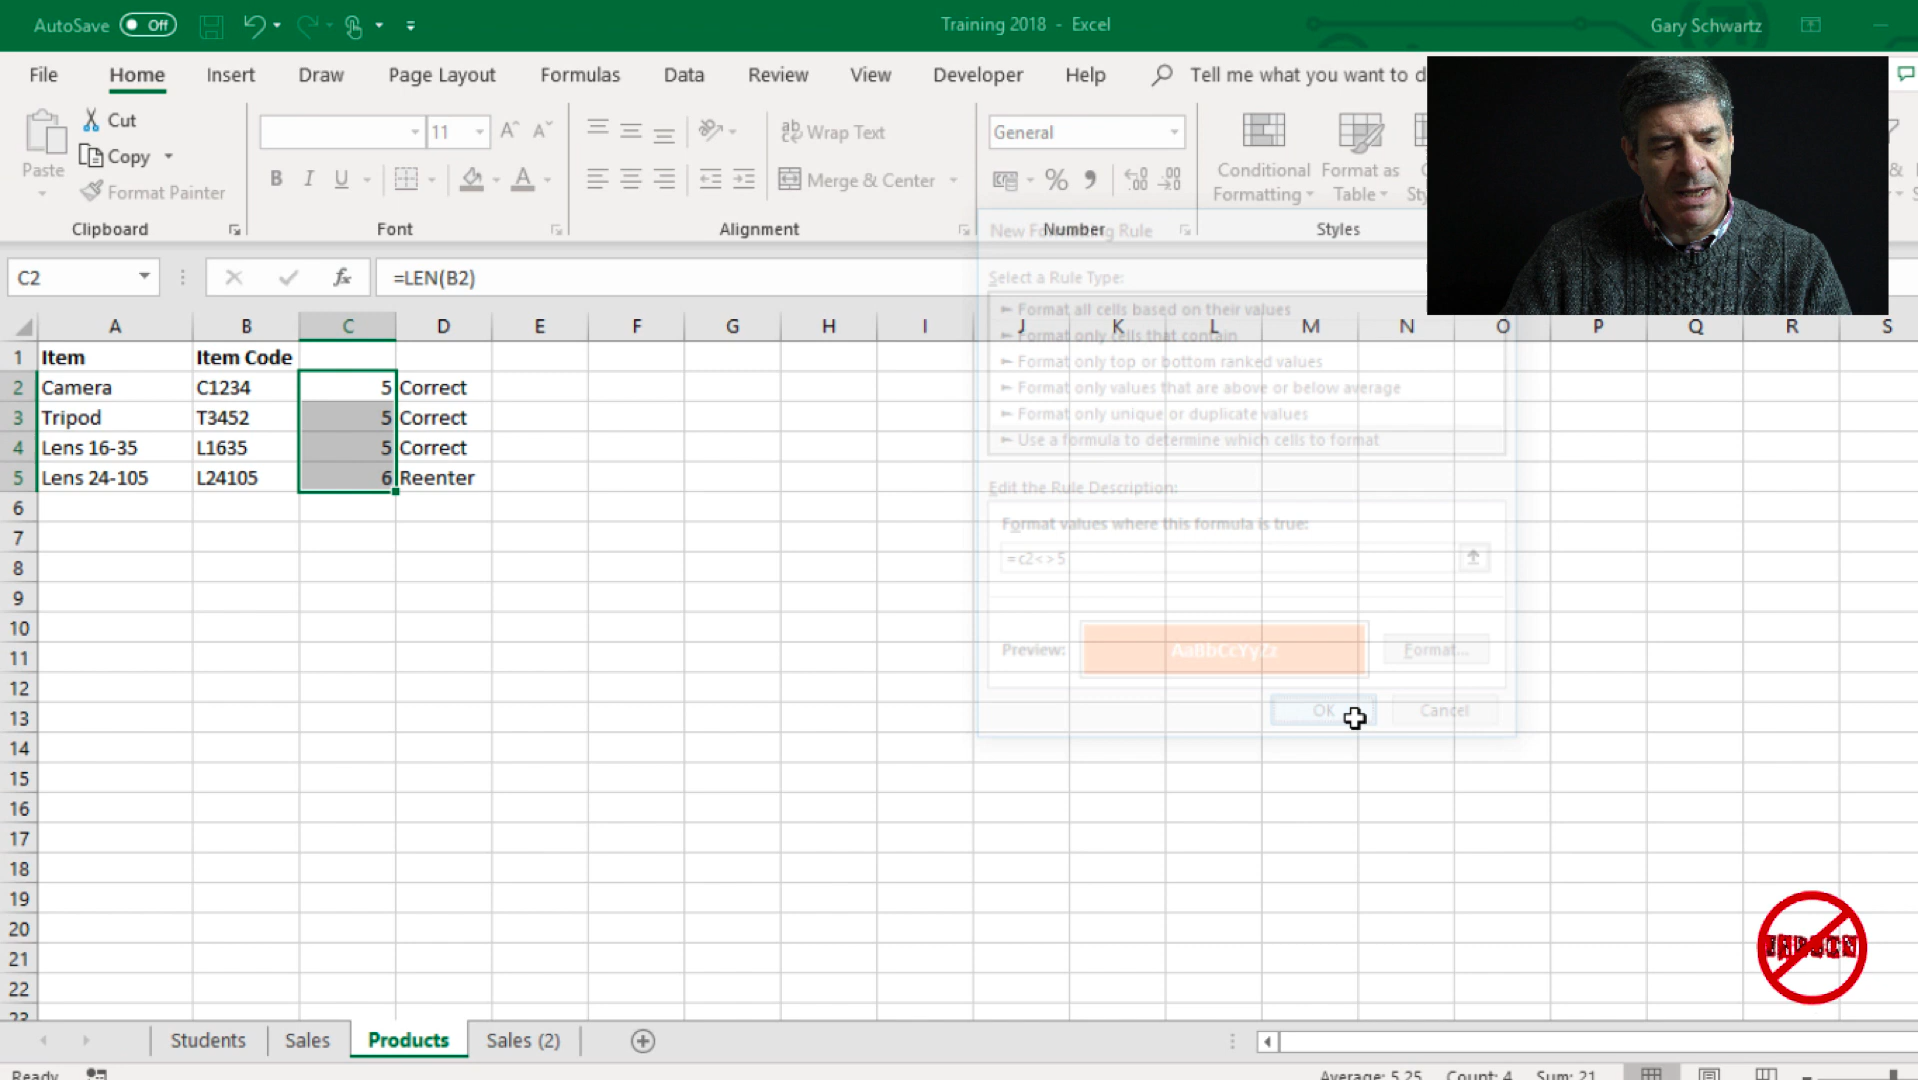 AutoSave Off
Training 2018 - Excel
Gary Schwartz
File Home Insert Draw Page Layout Formulas Data Review View Developer Help Tell me what you want to d
Cut
Copy
Format Painter
Paste
Clipboard
11
B I U
Font
ab Wrap Text
Merge & Center
Alignment
General
%
Number
Conditional Formatting
Format as Table
Styles
&
C2
fx
=LEN(B2)
New Formatting Rule
Select a Rule Type:
► Format all cells based on their values
► Format only cells that contain
► Format only top or bottom ranked values
► Format only values that are above or below average
► Format only unique or duplicate values
► Use a formula to determine which cells to format
Edit the Rule Description:
Format values where this formula is true:
=c2<>5
Preview: AaBbCcYyZz Format...
OK Cancel
A B C D E F G H I J K L M N O P Q R S
1 Item Item Code
2 Camera C1234 5 Correct
3 Tripod T3452 5 Correct
4 Lens 16-35 L1635 5 Correct
5 Lens 24-105 L24105 6 Reenter
6
7
8
9
10
11
12
13
14
15
16
17
18
19
20
21
22
23
Students Sales Products Sales (2)
Ready
Average: 5.25 Count: 4 Sum: 21